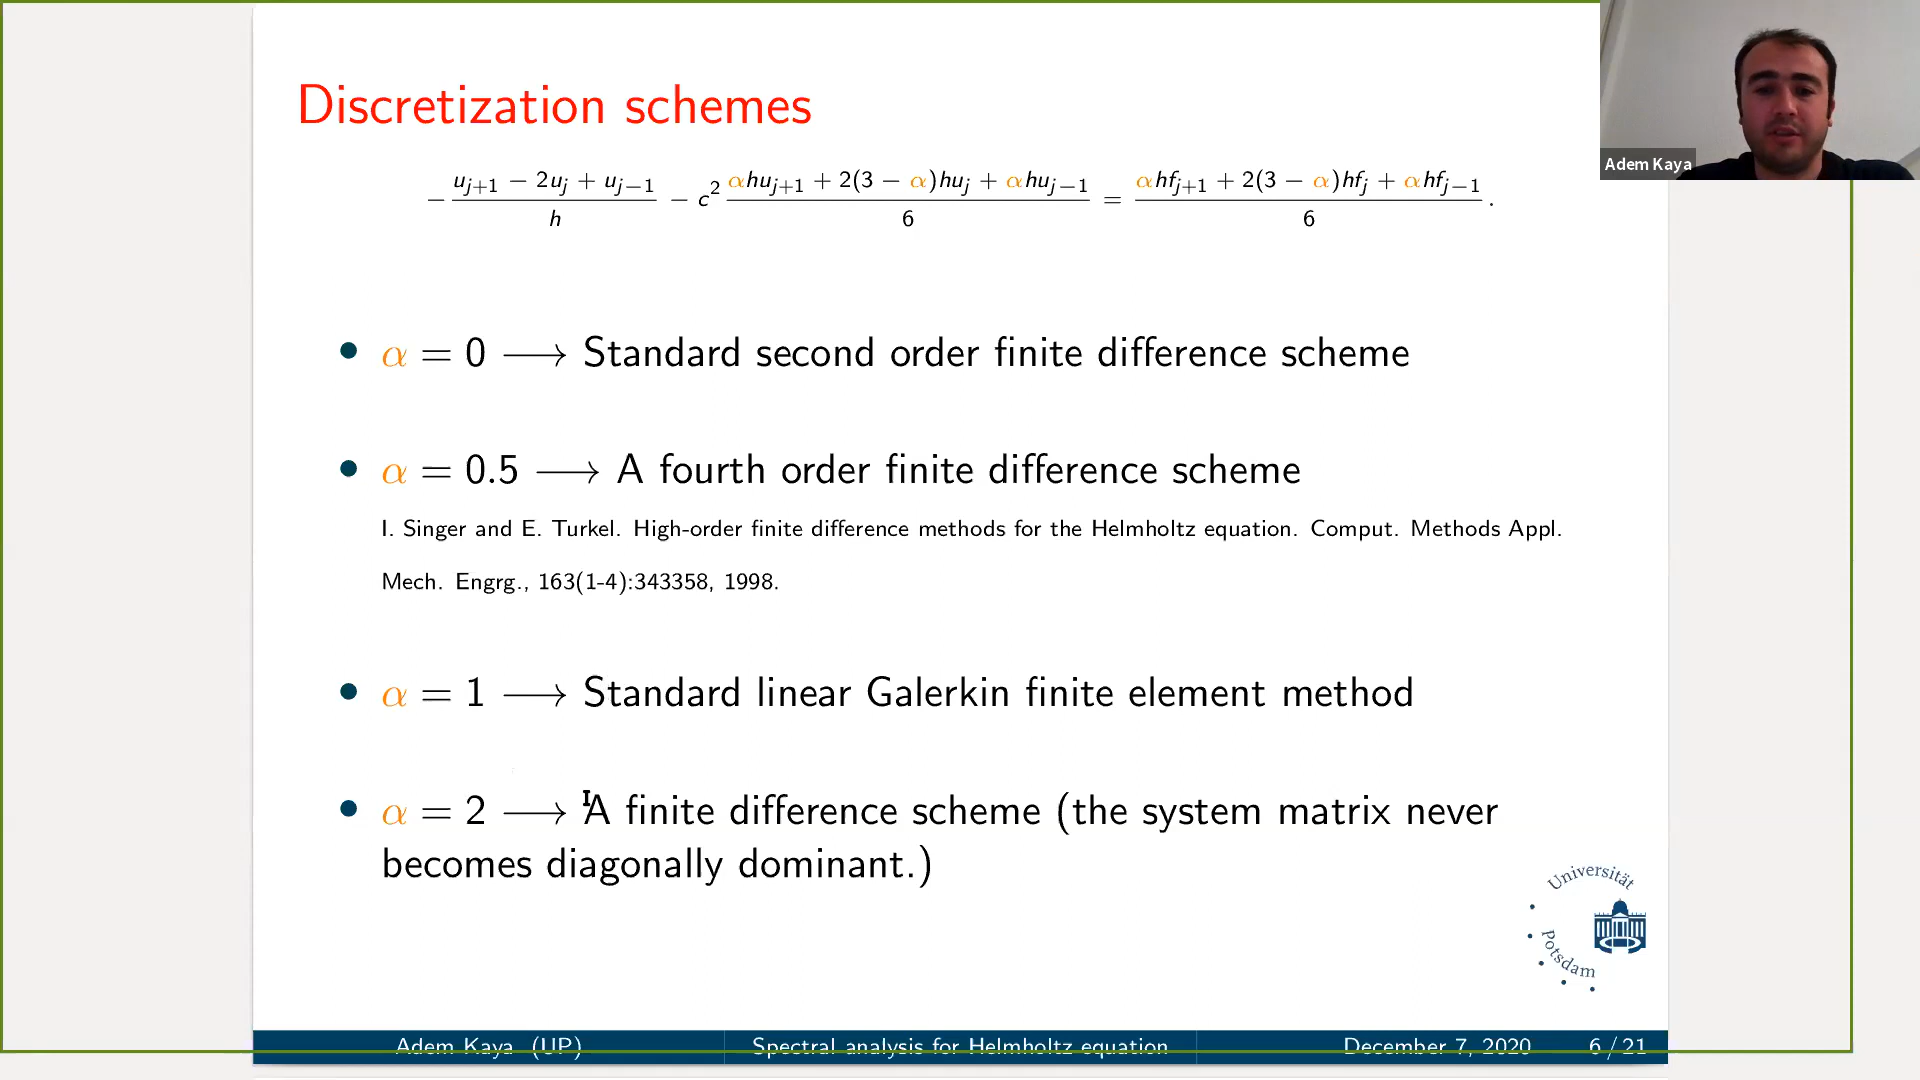 Discretization schemes
− \frac{u_{j+1} − 2u_j + u_{j−1}}{h} − c^2 \frac{αhu_{j+1} + 2(3 − α)hu_j + αhu_{j−1}}{6} = \frac{αhf_{j+1} + 2(3 − α)hf_j + αhf_{j−1}}{6}.
• α = 0 ⟶ Standard second order finite difference scheme
• α = 0.5 ⟶ A fourth order finite difference scheme
I. Singer and E. Turkel. High-order finite difference methods for the Helmholtz equation. Comput. Methods Appl.
Mech. Engrg., 163(1-4):343358, 1998.
• α = 1 ⟶ Standard linear Galerkin finite element method
• α = 2 ⟶ A finite difference scheme (the system matrix never
becomes diagonally dominant.)
Universität
Potsdam
Adem Kaya (UP) Spectral analysis for Helmholtz equation December 7, 2020 6 / 21
Adem Kaya